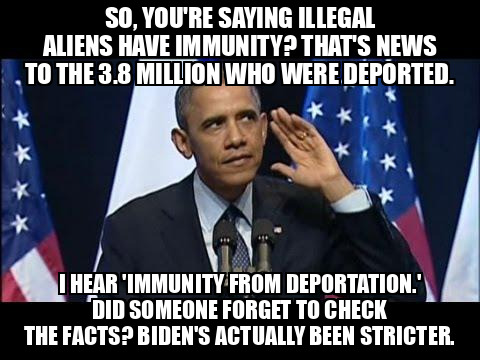 SO, YOU'RE SAYING ILLEGAL
ALIENS HAVE IMMUNITY? THAT'S NEWS
TO THE 3.8 MILLION WHO WERE DEPORTED.
I HEAR 'IMMUNITY FROM DEPORTATION.'
DID SOMEONE FORGET TO CHECK
THE FACTS? BIDEN'S ACTUALLY BEEN STRICTER.